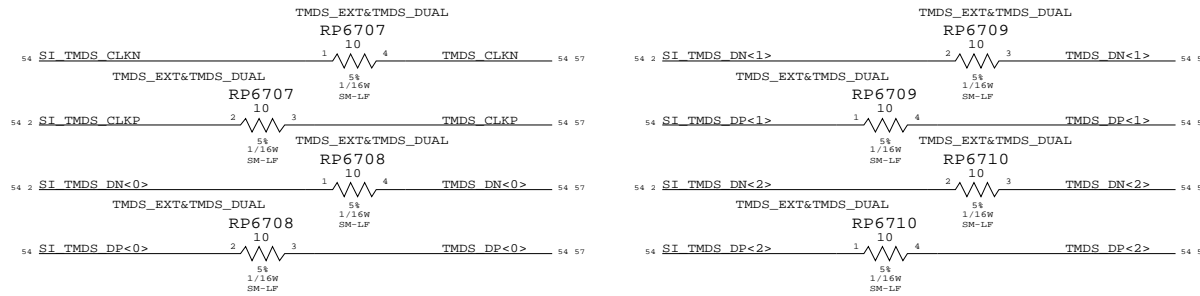 TMDS_EXT&TMDS_DUAL
RP6707
10
54 SI_TMDS_CLKN 1 4 TMDS_CLKN 54 57
5%
1/16W
SM-LF
TMDS_EXT&TMDS_DUAL
RP6707
10
54 2 SI_TMDS_CLKP 2 3 TMDS_CLKP 54 57
5%
1/16W
SM-LF
TMDS_EXT&TMDS_DUAL
RP6708
10
54 2 SI_TMDS_DN<0> 1 4 TMDS_DN<0> 54 57
5%
1/16W
SM-LF
TMDS_EXT&TMDS_DUAL
RP6708
10
54 SI_TMDS_DP<0> 2 3 TMDS_DP<0> 54 57
5%
1/16W
SM-LF
TMDS_EXT&TMDS_DUAL
RP6709
10
54 2 SI_TMDS_DN<1> 2 3 TMDS_DN<1> 54
5%
1/16W
SM-LF
TMDS_EXT&TMDS_DUAL
RP6709
10
54 SI_TMDS_DP<1> 1 4 TMDS_DP<1> 54
5%
1/16W
SM-LF
TMDS_EXT&TMDS_DUAL
RP6710
10
54 2 SI_TMDS_DN<2> 2 3 TMDS_DN<2> 54
5%
1/16W
SM-LF
TMDS_EXT&TMDS_DUAL
RP6710
10
54 SI_TMDS_DP<2> 1 4 TMDS_DP<2> 54
5%
1/16W
SM-LF